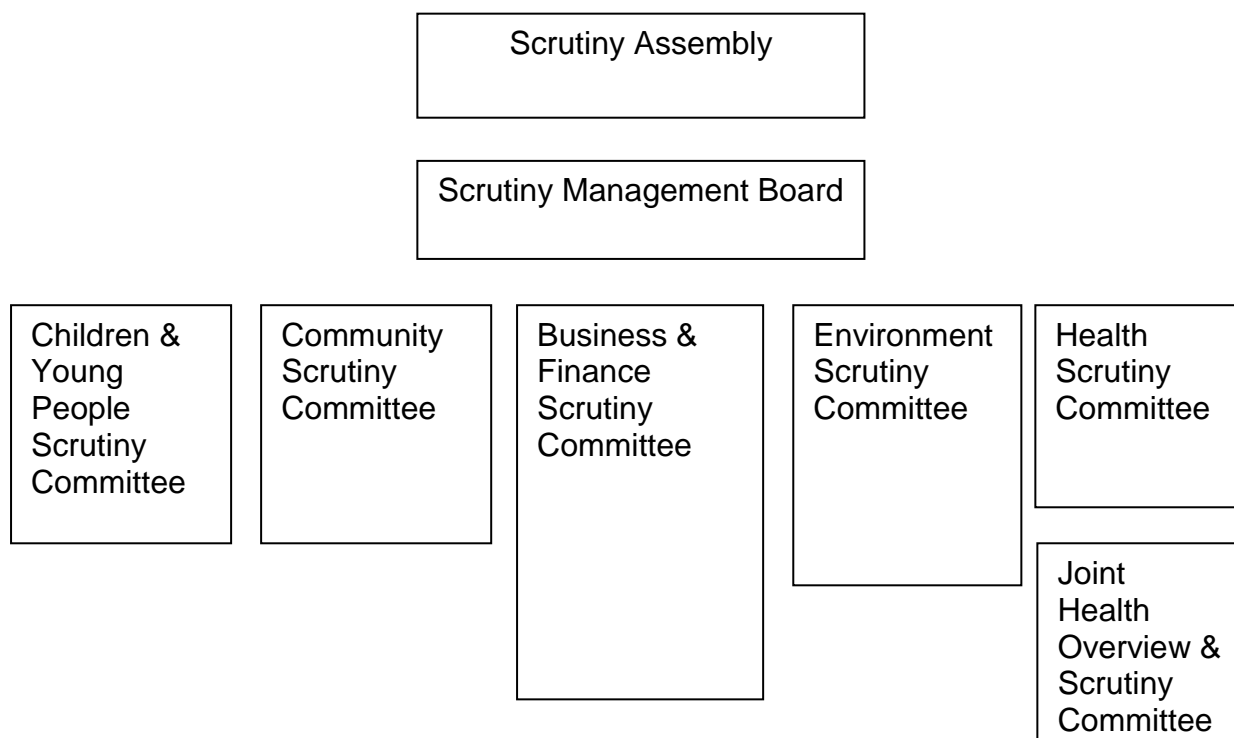 Scrutiny Assembly
Scrutiny Management Board
Children &
Young
People
Scrutiny
Committee
Community
Scrutiny
Committee
Business &
Finance
Scrutiny
Committee
Environment
Scrutiny
Committee
Health
Scrutiny
Committee
Joint
Health
Overview &
Scrutiny
Committee